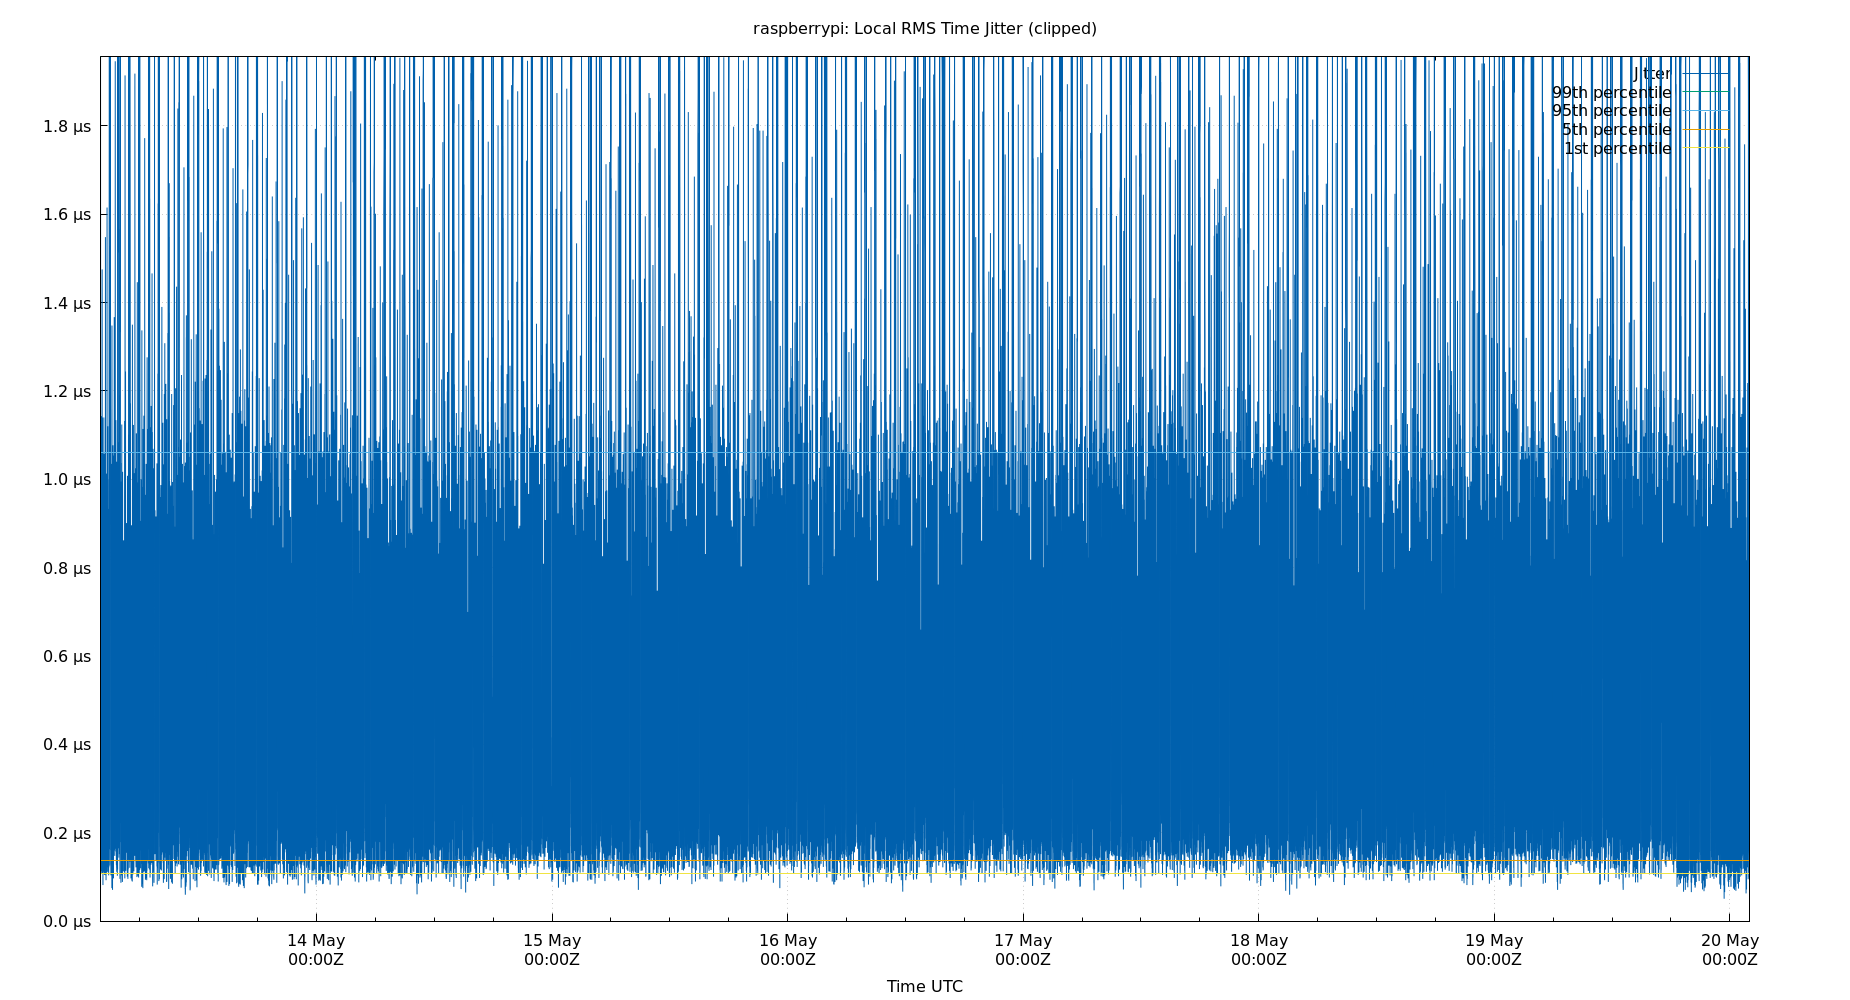 raspberrypi: Local RMS Time Jitter (clipped)
Jitter
99th percentile
95th percentile
5th percentile
1st percentile
1.8 μs
1.6 μs
1.4 μs
1.2 μs
1.0 μs
0.8 μs
0.6 μs
0.4 μs
0.2 μs
0.0 μs
14 May 15 May 16 May 17 May 18 May 19 May 20 May
00:00Z 00:00Z 00:00Z 00:00Z 00:00Z 00:00Z 00:00Z
Time UTC